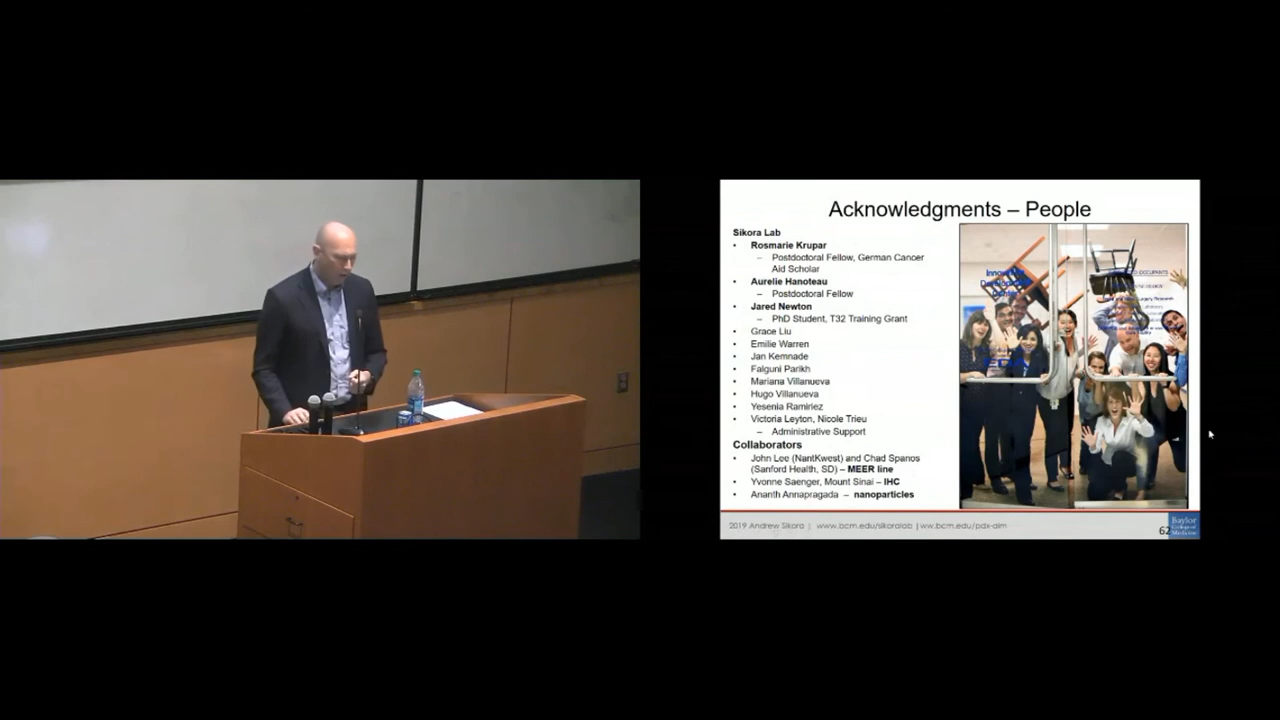 Acknowledgments – People
Sikora Lab
• Rosmarie Krupar
– Postdoctoral Fellow, German Cancer
Aid Scholar
• Aurelie Hanoteau
– Postdoctoral Fellow
• Jared Newton
– PhD Student, T32 Training Grant
• Grace Liu
• Emilie Warren
• Jan Kemnade
• Falguni Parikh
• Mariana Villanueva
• Hugo Villanueva
• Yesenia Ramirlez
• Victoria Leyton, Nicole Trieu
– Administrative Support
Collaborators
• John Lee (NantKwest) and Chad Spanos
(Sanford Health, SD) – MEER line
• Yvonne Saenger, Mount Sinai – IHC
• Ananth Annapragada – nanoparticles
2019 Andrew Sikora | www.bcm.edu/sikoralab | ww.bcm.edu/pdx-aim
62
Baylor
College of
Medicine